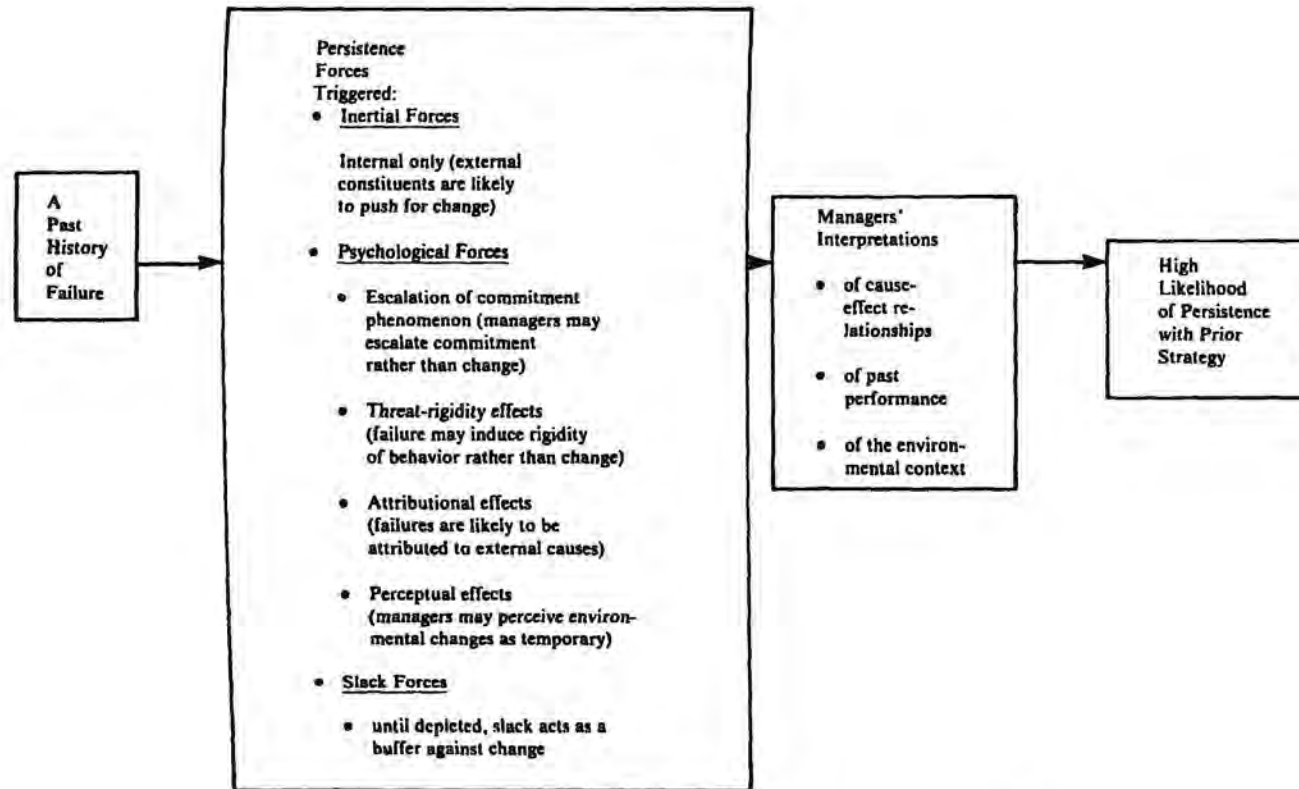 A
Past
History
of
Failure
Persistence
Forces
Triggered:
• Inertial Forces
Internal only (external
constituents are likely
to push for change)
• Psychological Forces
• Escalation of commitment
phenomenon (managers may
escalate commitment
rather than change)
• Threat-rigidity effects
(failure may induce rigidity
of behavior rather than change)
• Attributional effects
(failures are likely to be
attributed to external causes)
• Perceptual effects
(managers may perceive environ-
mental changes as temporary)
• Slack Forces
• until depleted, slack acts as a
buffer against change
Managers'
Interpretations
• of cause-
effect re-
lationships
• of past
performance
• of the environ-
mental context
High
Likelihood
of Persistence
with Prior
Strategy